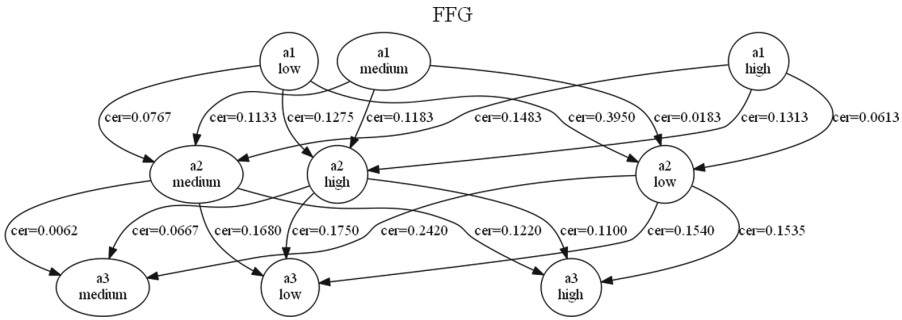 FFG
a1
low
a1
medium
a1
high
cer=0.0767
cer=0.1133
cer=0.1275
cer=0.1183
cer=0.1483
cer=0.3950
cer=0.0183
cer=0.1313
cer=0.0613
a2
medium
a2
high
a2
low
cer=0.0062
cer=0.0667
cer=0.1680
cer=0.1750
cer=0.2420
cer=0.1220
cer=0.1100
cer=0.1540
cer=0.1535
a3
medium
a3
low
a3
high